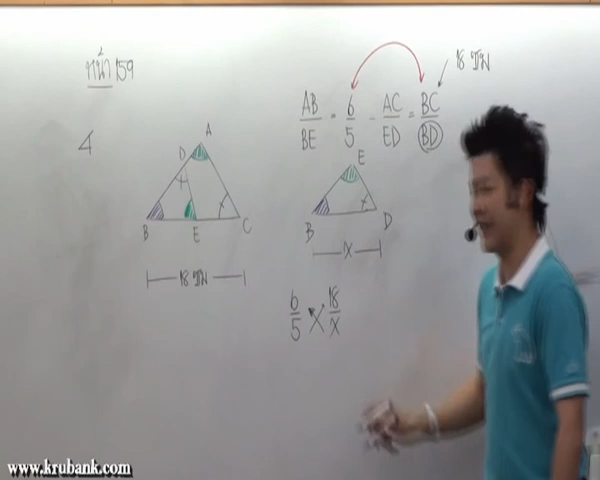 หน้า 159
18 ซม
AB/BE = 6/5 = AC/ED = BC/BD
4
A
D
B E C
E
B D
18 ซม
X
6/5 18/X
www.krubank.com